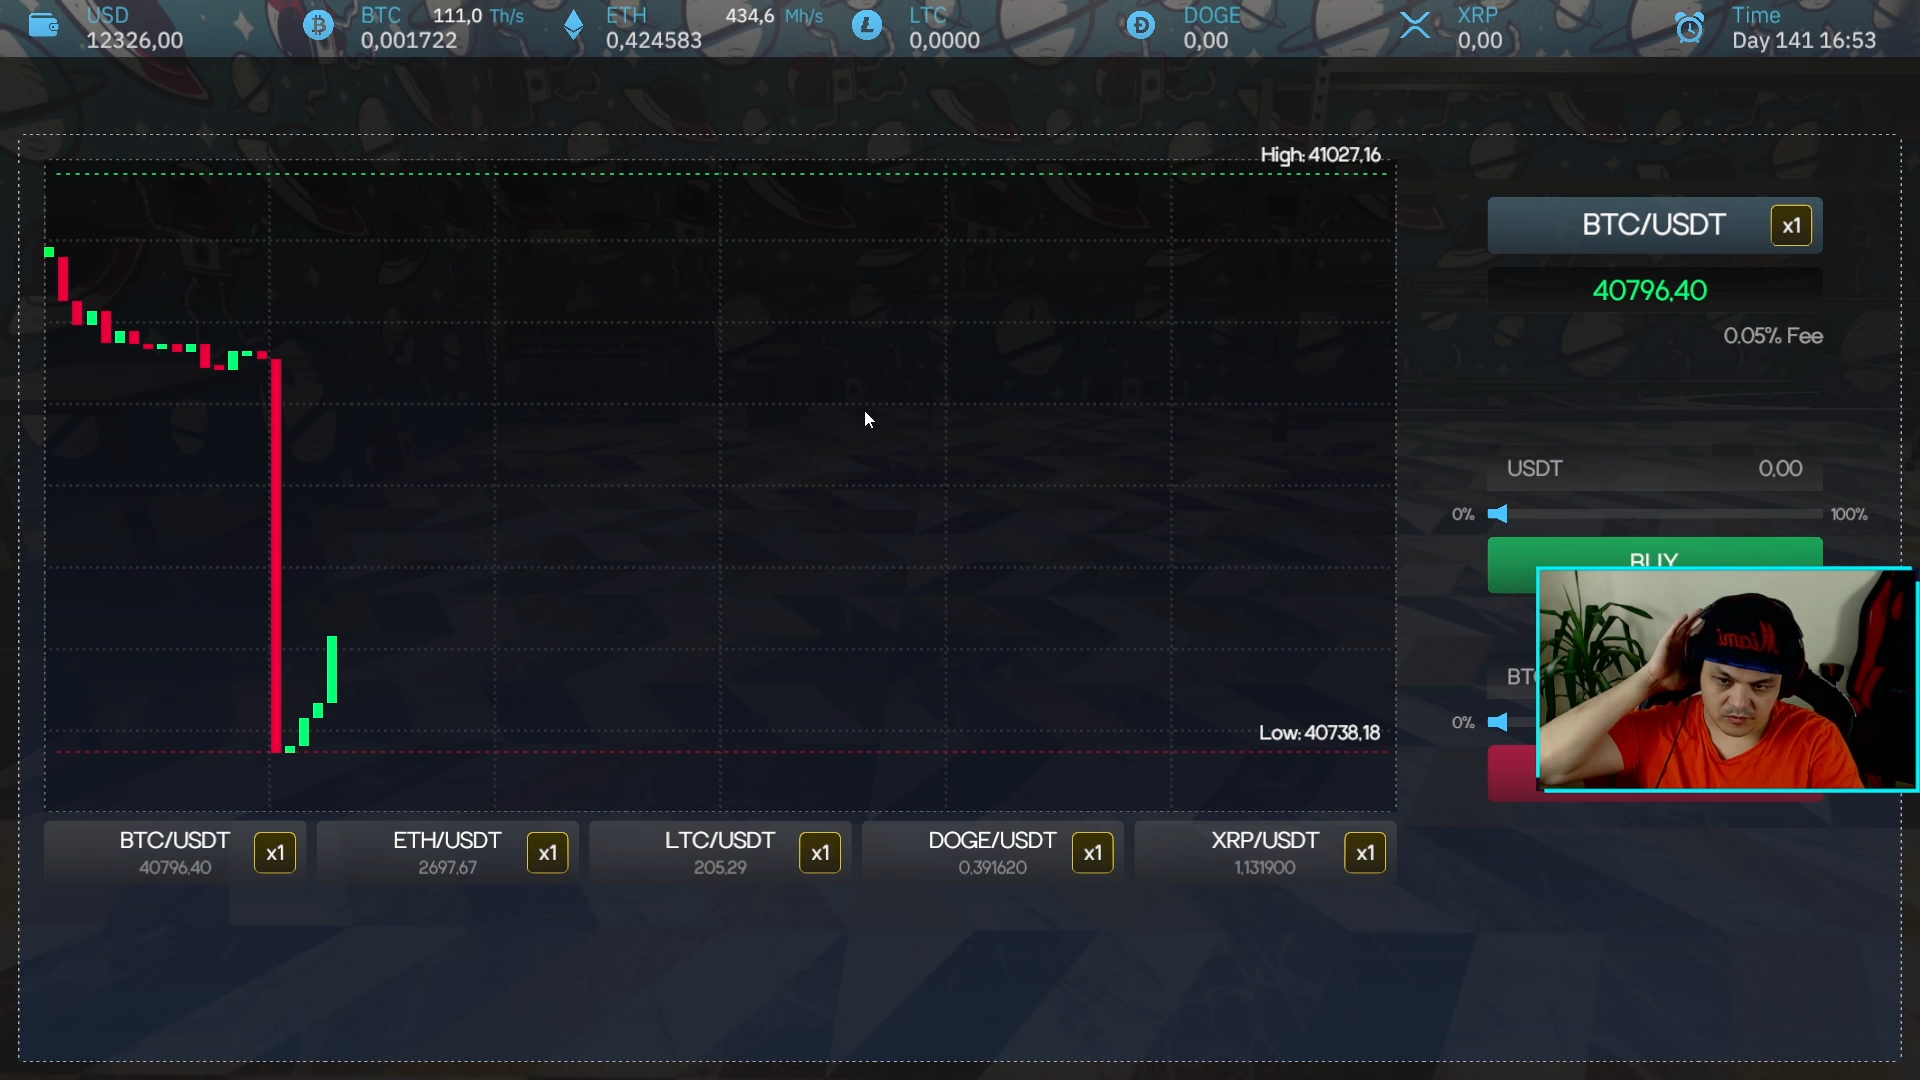 USD
12326,00
BTC 111,0 Th/s
0,001722
ETH 434,6 Mh/s
0,424583
LTC
0,0000
DOGE
0,00
XRP
0,00
Time
Day 141 16:53
High: 41027,16
BTC/USDT x1
40796,40
0.05% Fee
USDT 0,00
0% 100%
BUY
Miami
0%
Low: 40738,18
BTC/USDT x1
40796,40
ETH/USDT x1
2697,67
LTC/USDT x1
205,29
DOGE/USDT x1
0,391620
XRP/USDT x1
1,131900